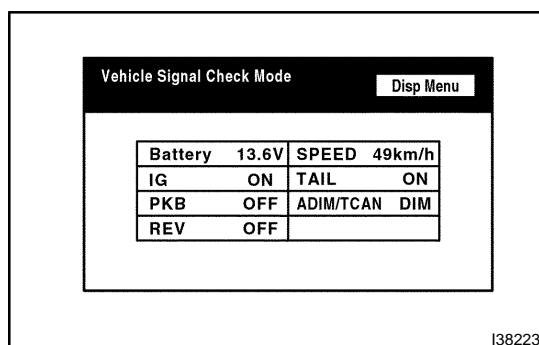 Vehicle Signal Check Mode
Disp Menu
Battery 13.6V SPEED 49km/h
IG ON TAIL ON
PKB OFF ADIM/TCAN DIM
REV OFF
I38223